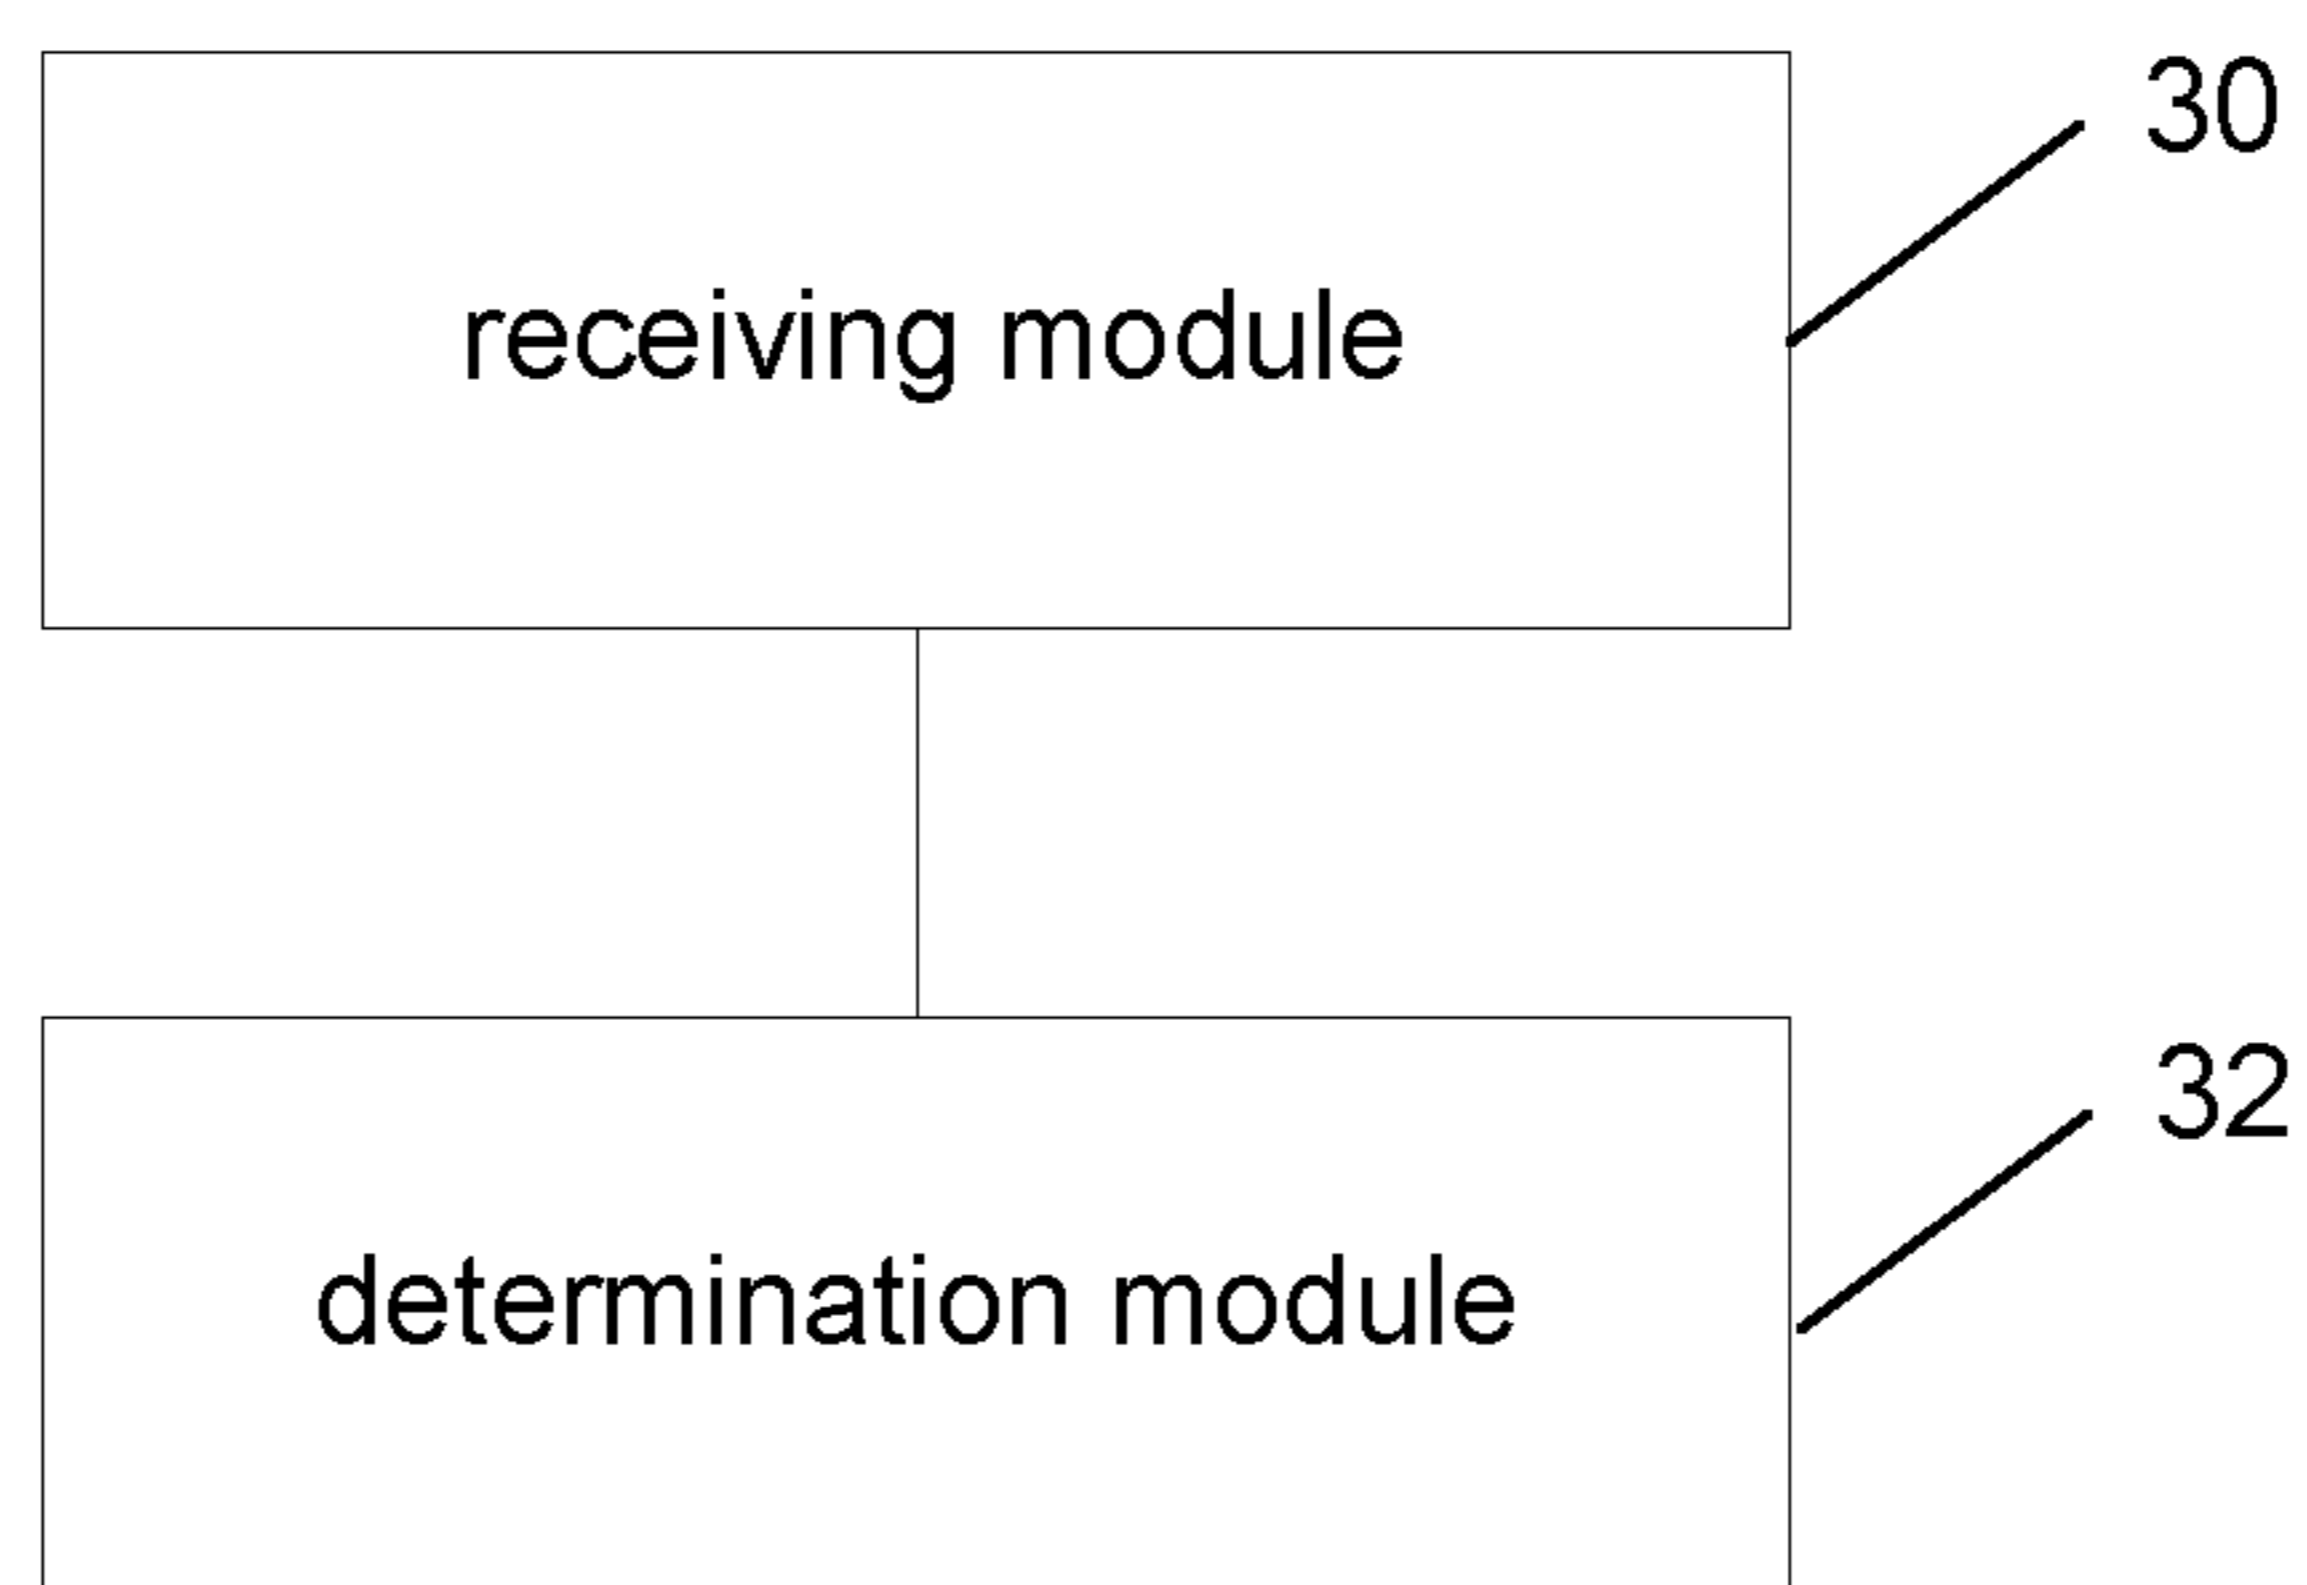 30
receiving module
32
determination module